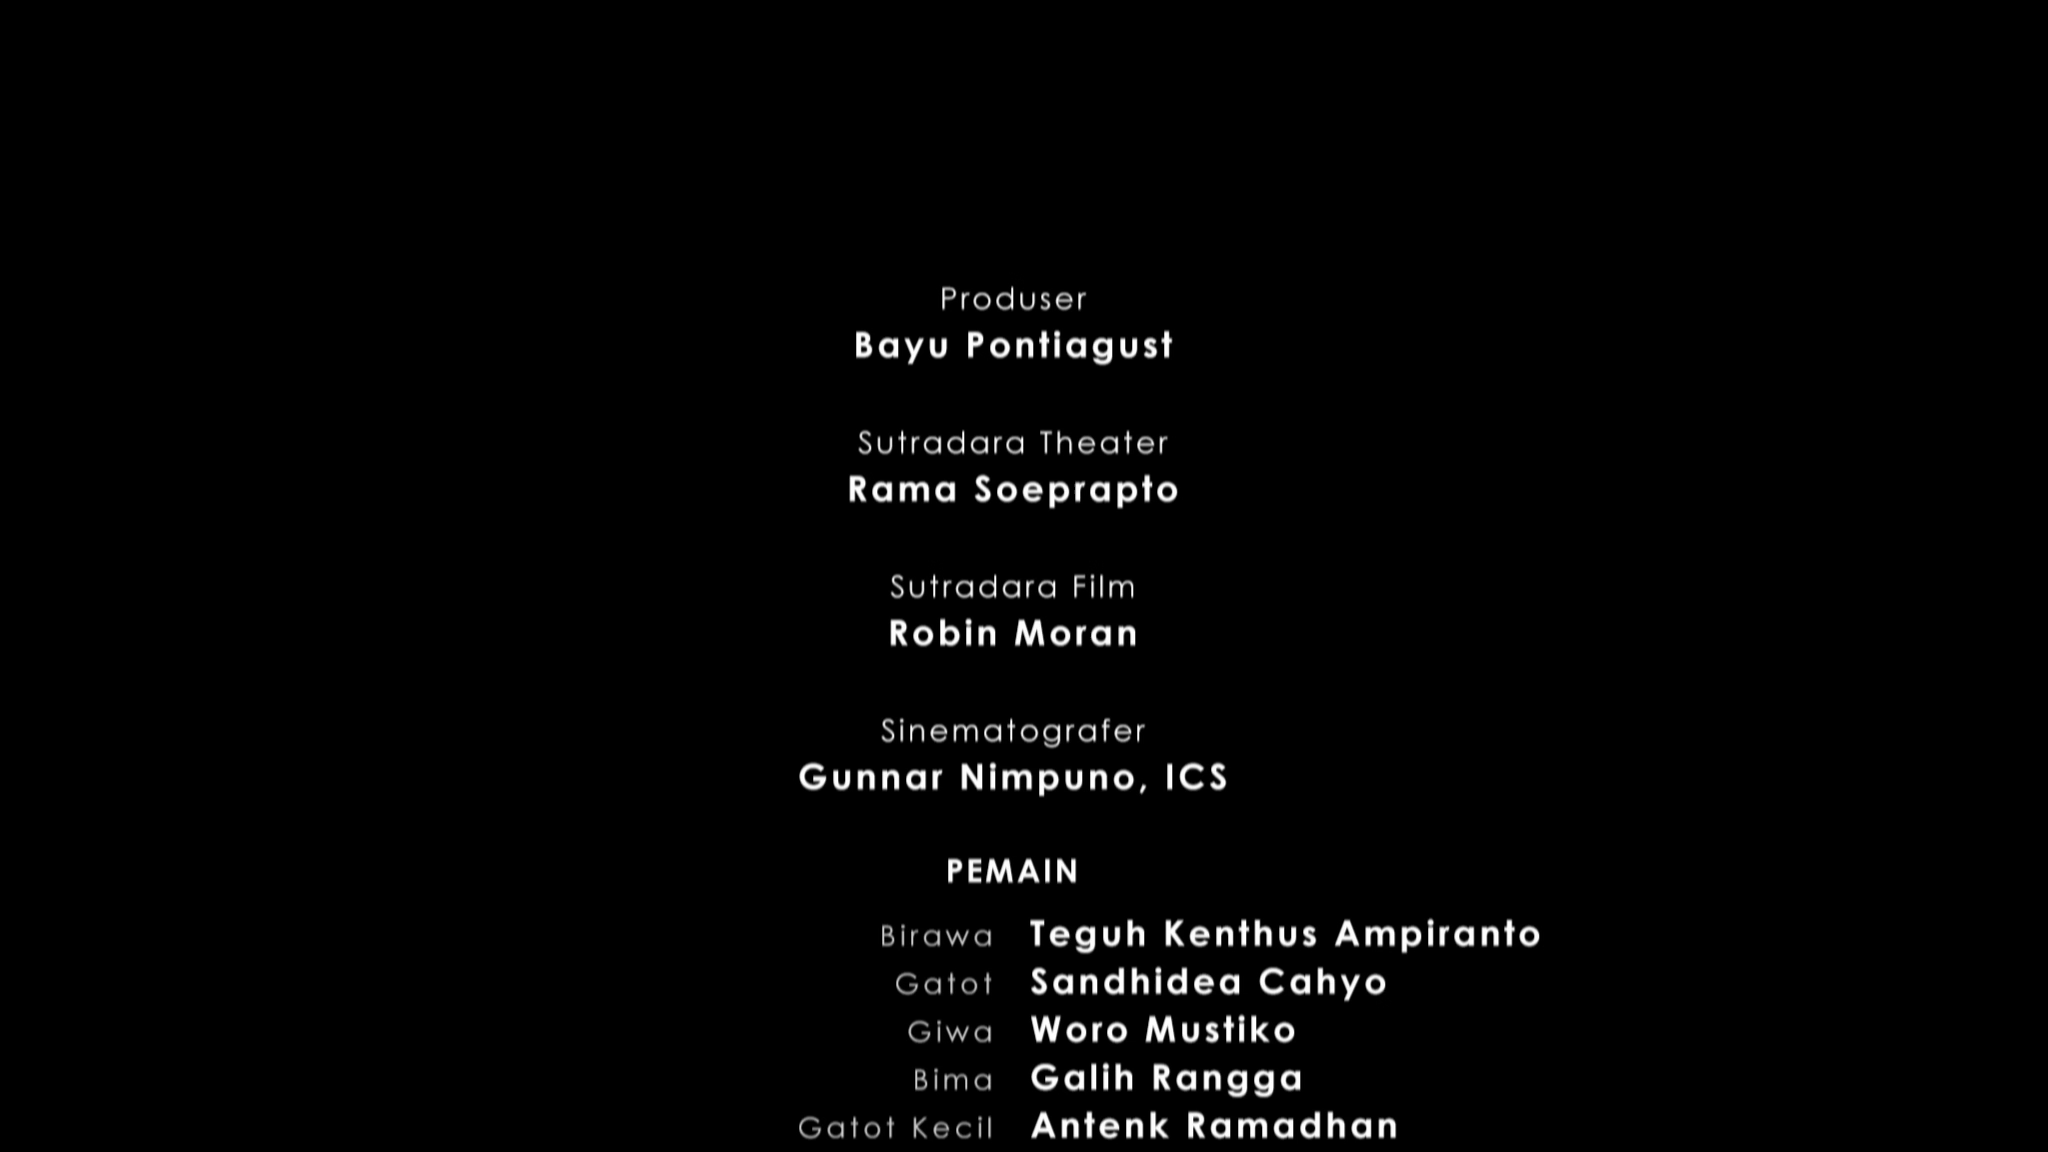 Produser
Bayu Pontiagust
Sutradara Theater
Rama Soeprapto
Sutradara Film
Robin Moran
Sinematografer
Gunnar Nimpuno, ICS
PEMAIN
Birawa Teguh Kenthus Ampiranto
Gatot Sandhidea Cahyo
Giwa Woro Mustiko
Bima Galih Rangga
Gatot Kecil Antenk Ramadhan